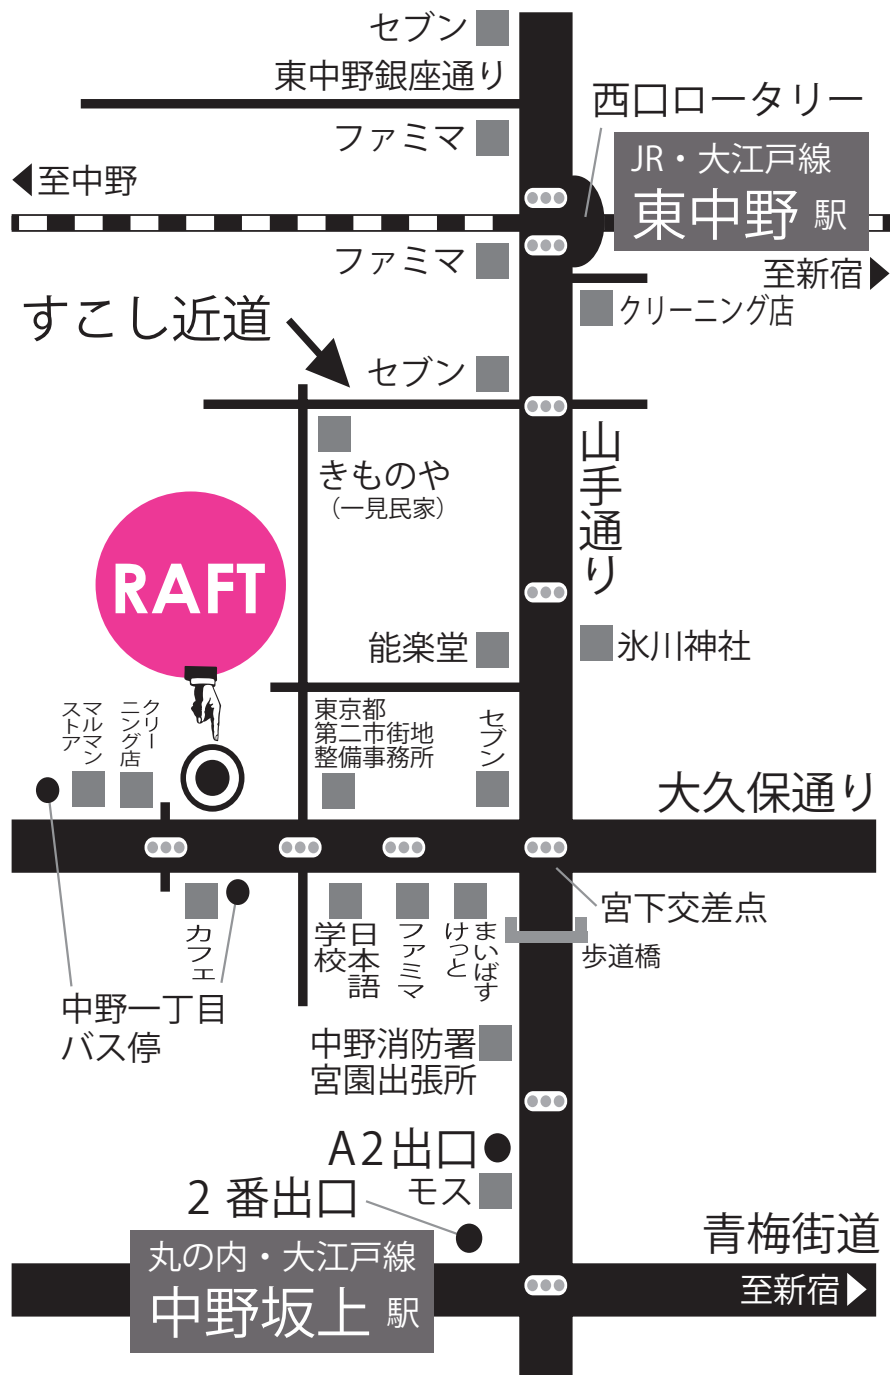 セブン
東中野銀座通り
西口ロータリー
ファミマ
JR・大江戸線
東中野 駅
至中野
ファミマ
至新宿
クリーニング店
すこし近道
セブン
きものや
（一見民家）
山手通り
RAFT
能楽堂
氷川神社
マルマン
ストア
クリー
ニング店
東京都
第二市街地
整備事務所
セブン
大久保通り
宮下交差点
カフェ
日本語
学校
ファミマ
まいばす
けっと
歩道橋
中野一丁目
バス停
中野消防署
宮園出張所
A2出口
モス
2 番出口
青梅街道
丸の内・大江戸線
中野坂上 駅
至新宿